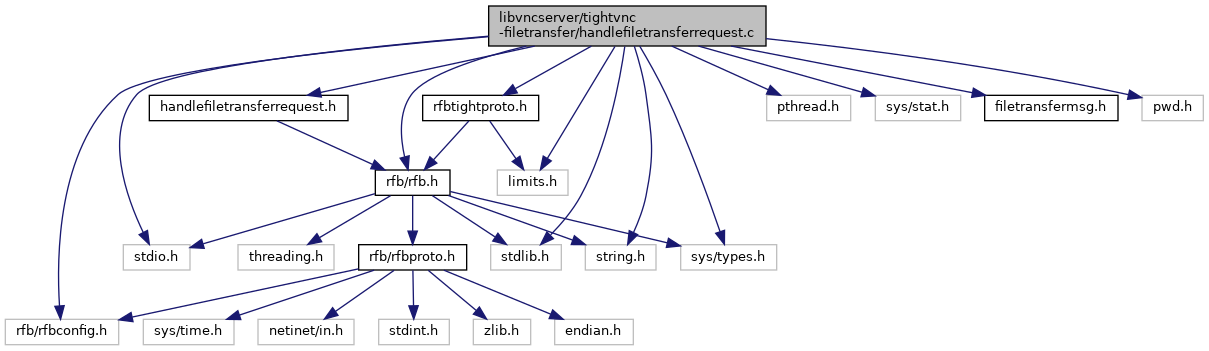 libvncserver/tightvnc
-filetransfer/handlefiletransferrequest.c
handlefiletransferrequest.h
rfbtightproto.h
pthread.h
sys/stat.h
filetransfermsg.h
pwd.h
rfb/rfb.h
limits.h
stdio.h
threading.h
rfb/rfbproto.h
stdlib.h
string.h
sys/types.h
rfb/rfbconfig.h
sys/time.h
netinet/in.h
stdint.h
zlib.h
endian.h